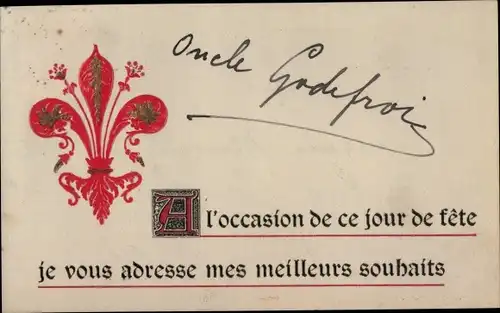 Oncle Godefroi
A l'occasion de ce jour de fête
je vous adresse mes meilleurs souhaits